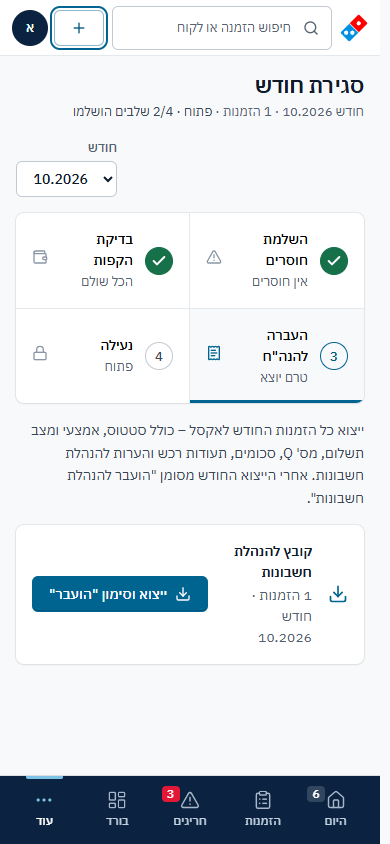 חיפוש הזמנה או לקוח
א
סגירת חודש
חודש 10.2026 · 1 הזמנות · פתוח · 2/4 שלבים הושלמו
חודש
10.2026
השלמת
חוסרים
אין חוסרים
בדיקת
הקפות
הכל שולם
3
העברה
להנה"ח
טרם יוצא
4
נעילה
פתוח
ייצוא כל הזמנות החודש לאקסל – כולל סטטוס, אמצעי ומצב
תשלום, מס' Q, סכומים, תעודות רכש והערות להנהלת
חשבונות. אחרי הייצוא החודש מסומן "הועבר להנהלת
חשבונות".
קובץ להנהלת
חשבונות
1 הזמנות ·
חודש
10.2026
ייצוא וסימון "הועבר"
6
היום
הזמנות
3
חריגים
בורד
עוד